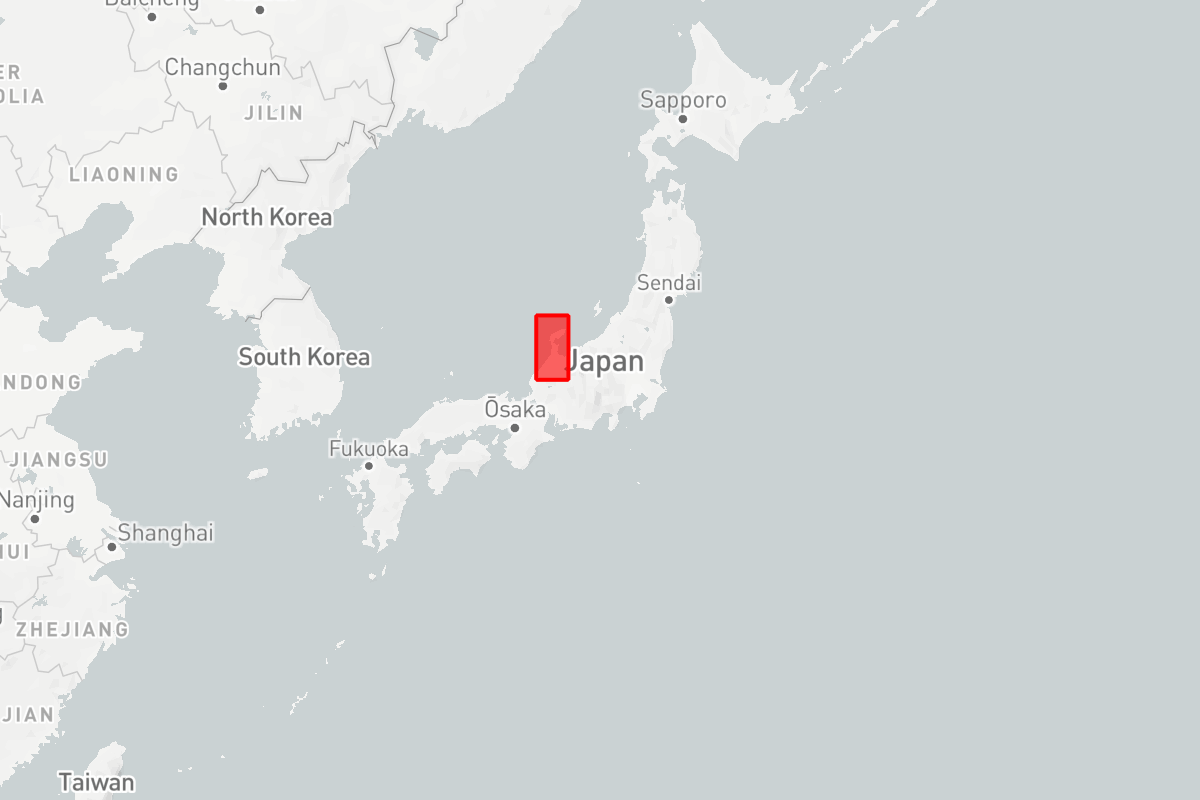 Baicheng
Changchun
JILIN
ER
OLIA
Sapporo
LIAONING
North Korea
Sendai
South Korea
Japan
NDONG
Ōsaka
Fukuoka
JIANGSU
Nanjing
Shanghai
HUI
ZHEJIANG
JIAN
Taiwan